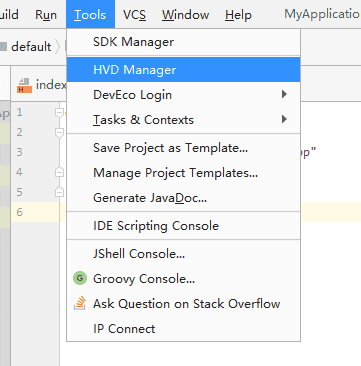 uild Run Tools VCS Window Help MyApplication
default
SDK Manager
HVD Manager
index
DevEco Login
1
Tasks & Contexts
2
Save Project as Template...
3
pp"
Manage Project Templates...
4
Generate JavaDoc...
5
IDE Scripting Console
6
JShell Console...
G Groovy Console...
Ask Question on Stack Overflow
IP Connect